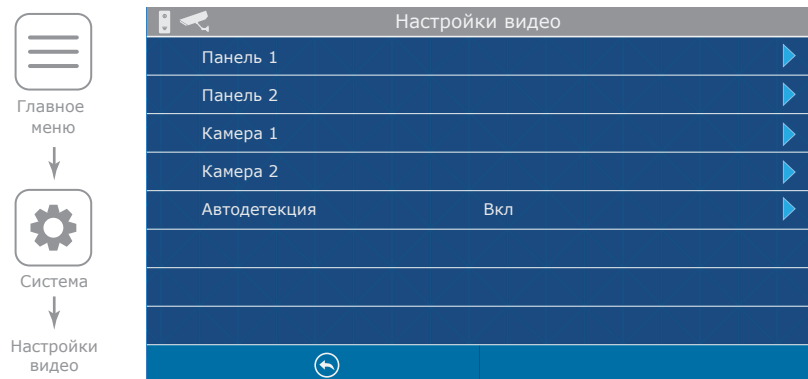 Главное
меню
Система
Настройки
видео
Настройки видео
Панель 1
Панель 2
Камера 1
Камера 2
Автодетекция Вкл